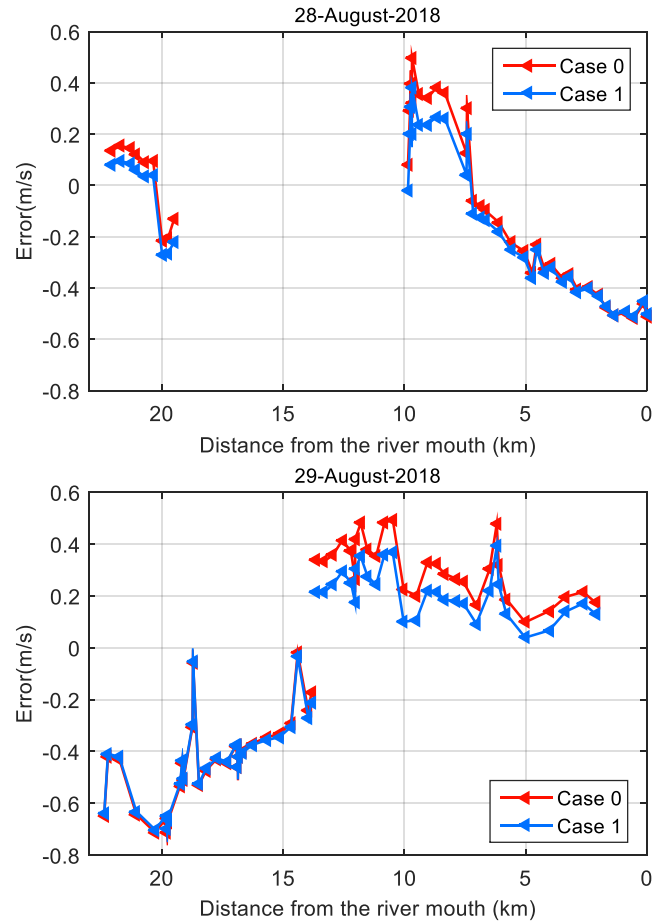 28-August-2018
0.6
0.4
0.2
0
-0.2
-0.4
-0.6
-0.8
Error(m/s)
Case 0
Case 1
20
15
10
5
0
Distance from the river mouth (km)
29-August-2018
0.6
0.4
0.2
0
-0.2
-0.4
-0.6
-0.8
Error(m/s)
Case 0
Case 1
20
15
10
5
0
Distance from the river mouth (km)